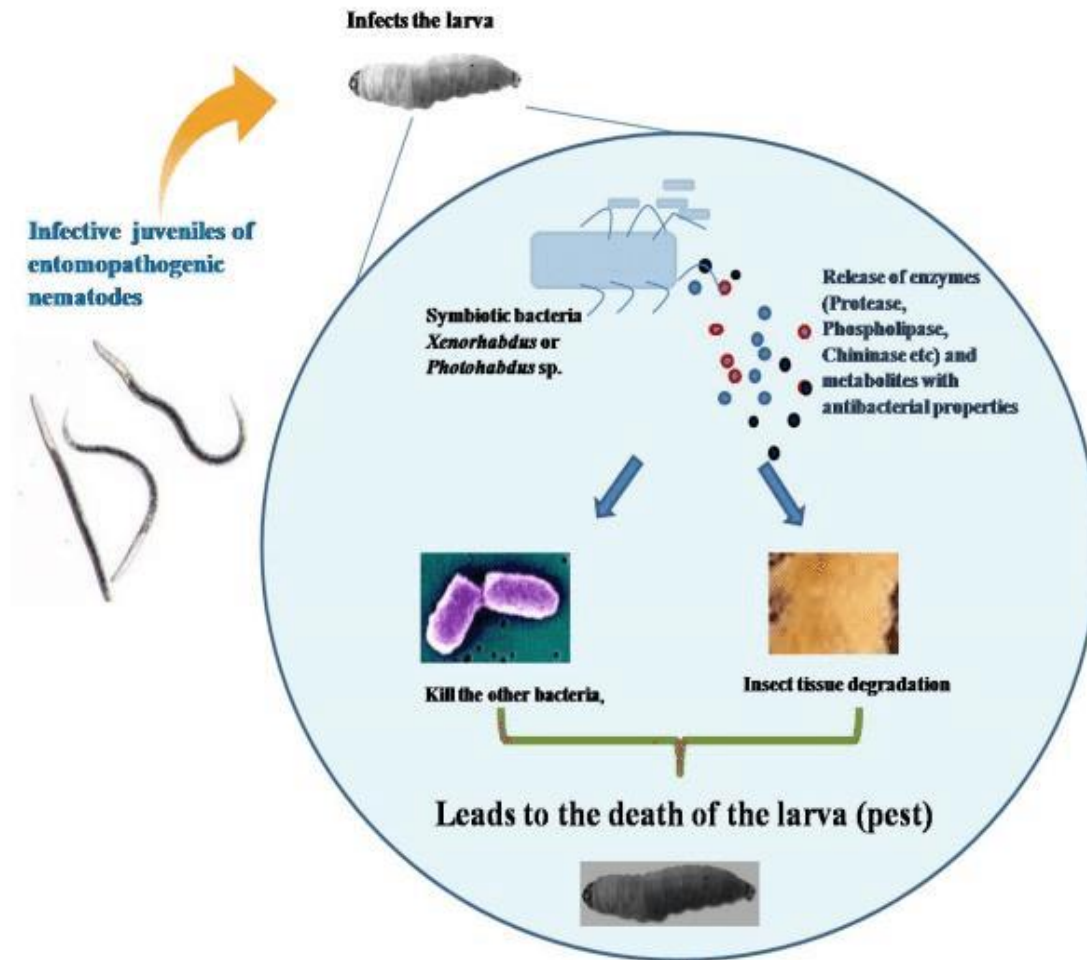 Infects the larva
Infective juveniles of
entomopathogenic
nematodes
Symbiotic bacteria
Xenorhabdus or
Photohabdus sp.
Release of enzymes
(Protease,
Phospholipase,
Chininase etc) and
metabolites with
antibacterial properties
Kill the other bacteria,
Insect tissue degradation
Leads to the death of the larva (pest)